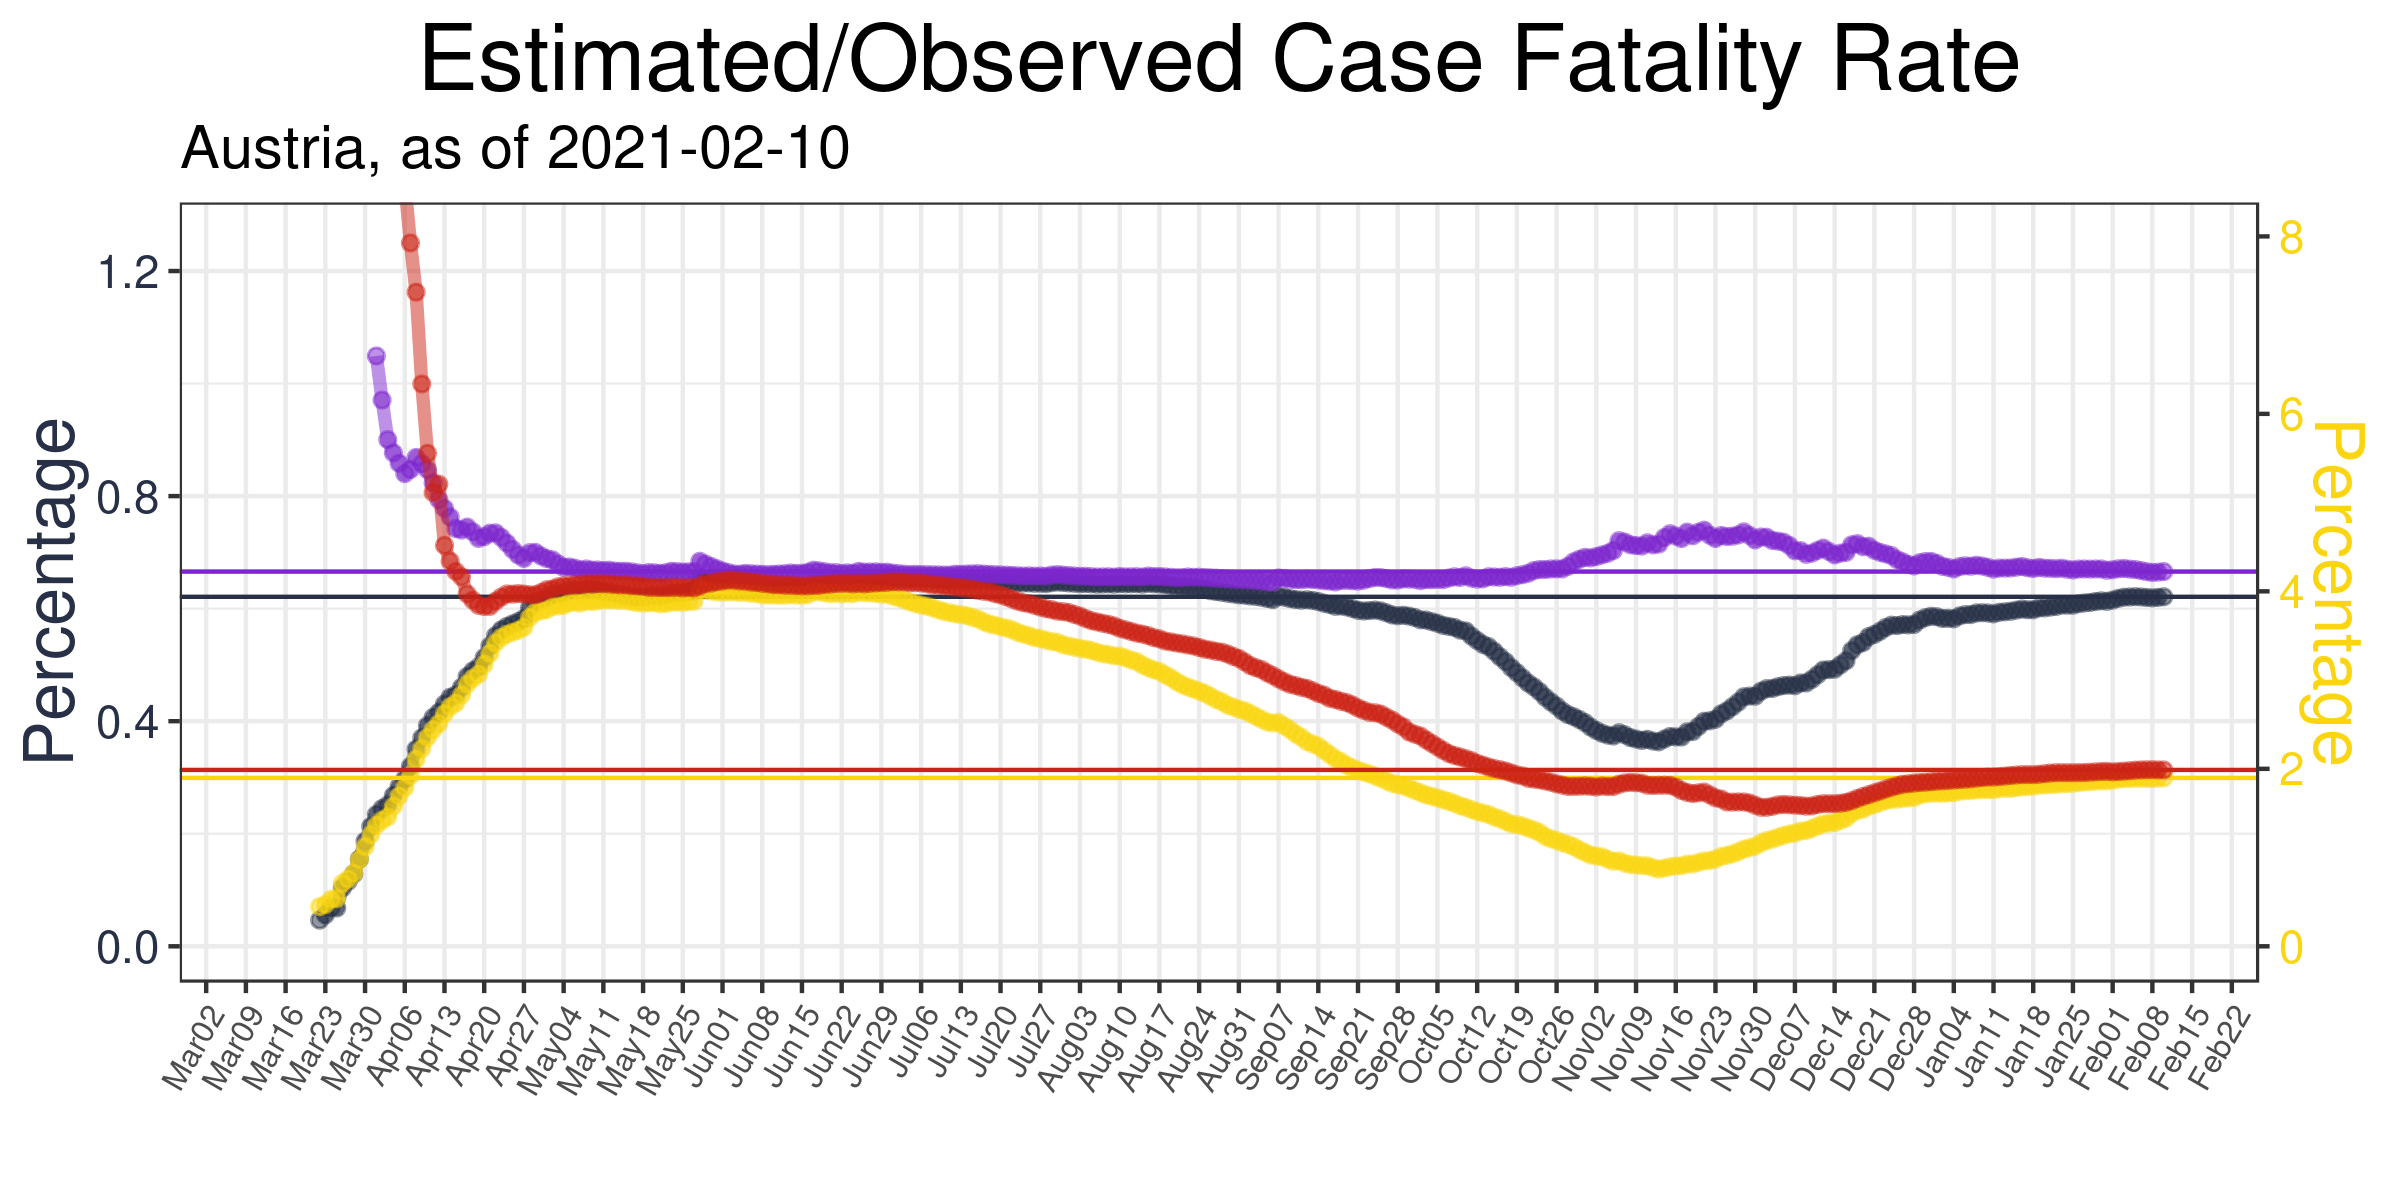 Estimated/Observed Case Fatality Rate
Austria, as of 2021-02-10
Percentage
1.2
0.8
0.4
0.0
8
6
4
2
0
Percentage
Mar02 Mar09 Mar16 Mar23 Mar30 Apr06 Apr13 Apr20 Apr27 May04 May11 May18 May25 Jun01 Jun08 Jun15 Jun22 Jun29 Jul06 Jul13 Jul20 Jul27 Aug03 Aug10 Aug17 Aug24 Aug31 Sep07 Sep14 Sep21 Sep28 Oct05 Oct12 Oct19 Oct26 Nov02 Nov09 Nov16 Nov23 Nov30 Dec07 Dec14 Dec21 Dec28 Jan04 Jan11 Jan18 Jan25 Feb01 Feb08 Feb15 Feb22